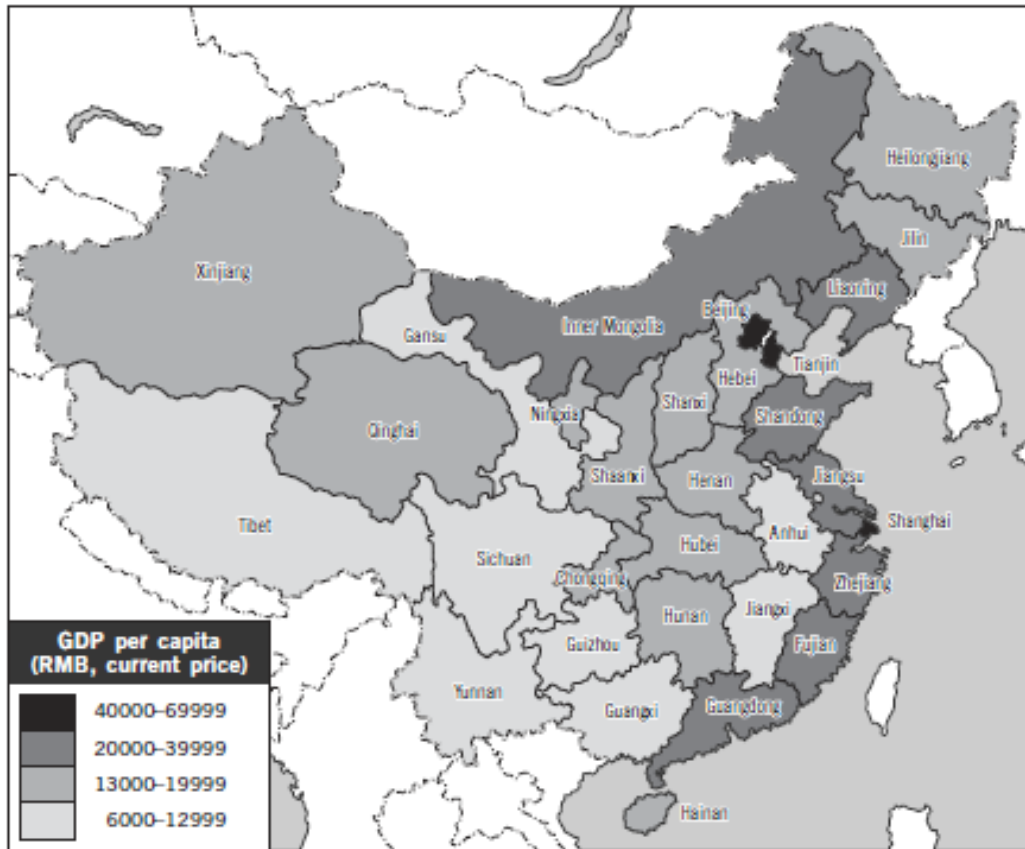 Heilongjiang
Jilin
Xinjiang
Liaoning
Beijing
Inner Mongolia
Gansu
Tianjin
Hebei
Shanxi
Ningxia
Shandong
Qinghai
Shaanxi
Henan
Jiangsu
Tibet
Shanghai
Anhui
Sichuan
Hubei
Chongqing
Zhejiang
Jiangxi
Hunan
Guizhou
Fujian
Yunnan
Guangxi
Guangdong
Hainan
GDP per capita
(RMB, current price)
40000–69999
20000–39999
13000–19999
6000–12999